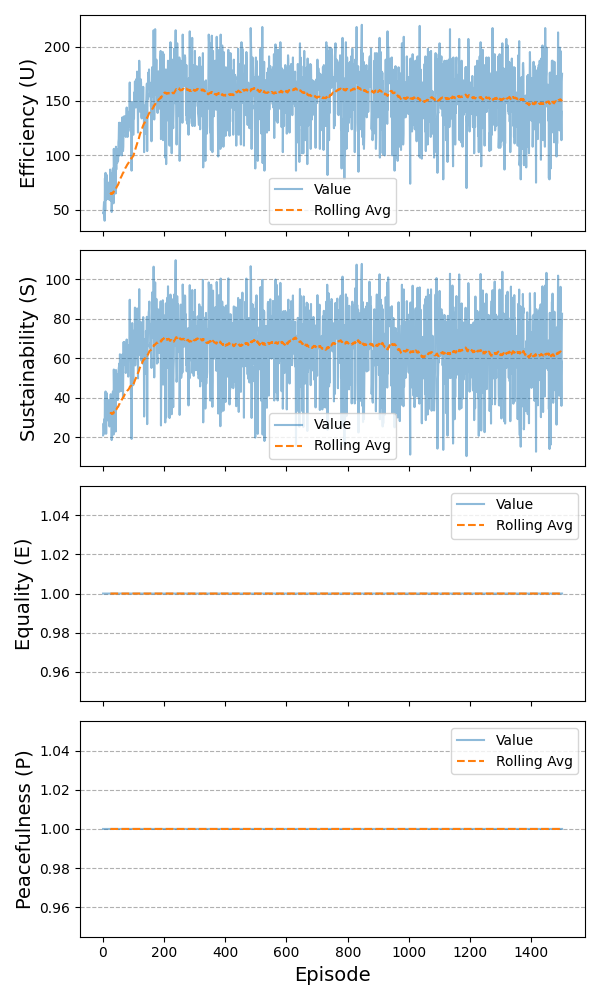 Efficiency (U)
200
150
100
50
Value
Rolling Avg
Sustainability (S)
100
80
60
40
20
Value
Rolling Avg
Equality (E)
1.04
1.02
1.00
0.98
0.96
Value
Rolling Avg
Peacefulness (P)
1.04
1.02
1.00
0.98
0.96
Value
Rolling Avg
0 200 400 600 800 1000 1200 1400
Episode